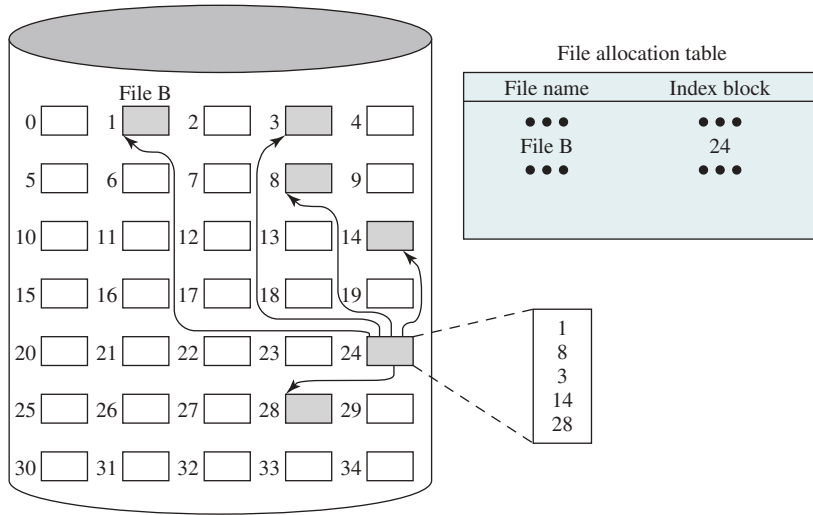 File B
0 1 2 3 4
5 6 7 8 9
10 11 12 13 14
15 16 17 18 19
20 21 22 23 24
25 26 27 28 29
30 31 32 33 34
File allocation table
File name Index block
••• •••
File B 24
••• •••
1
8
3
14
28